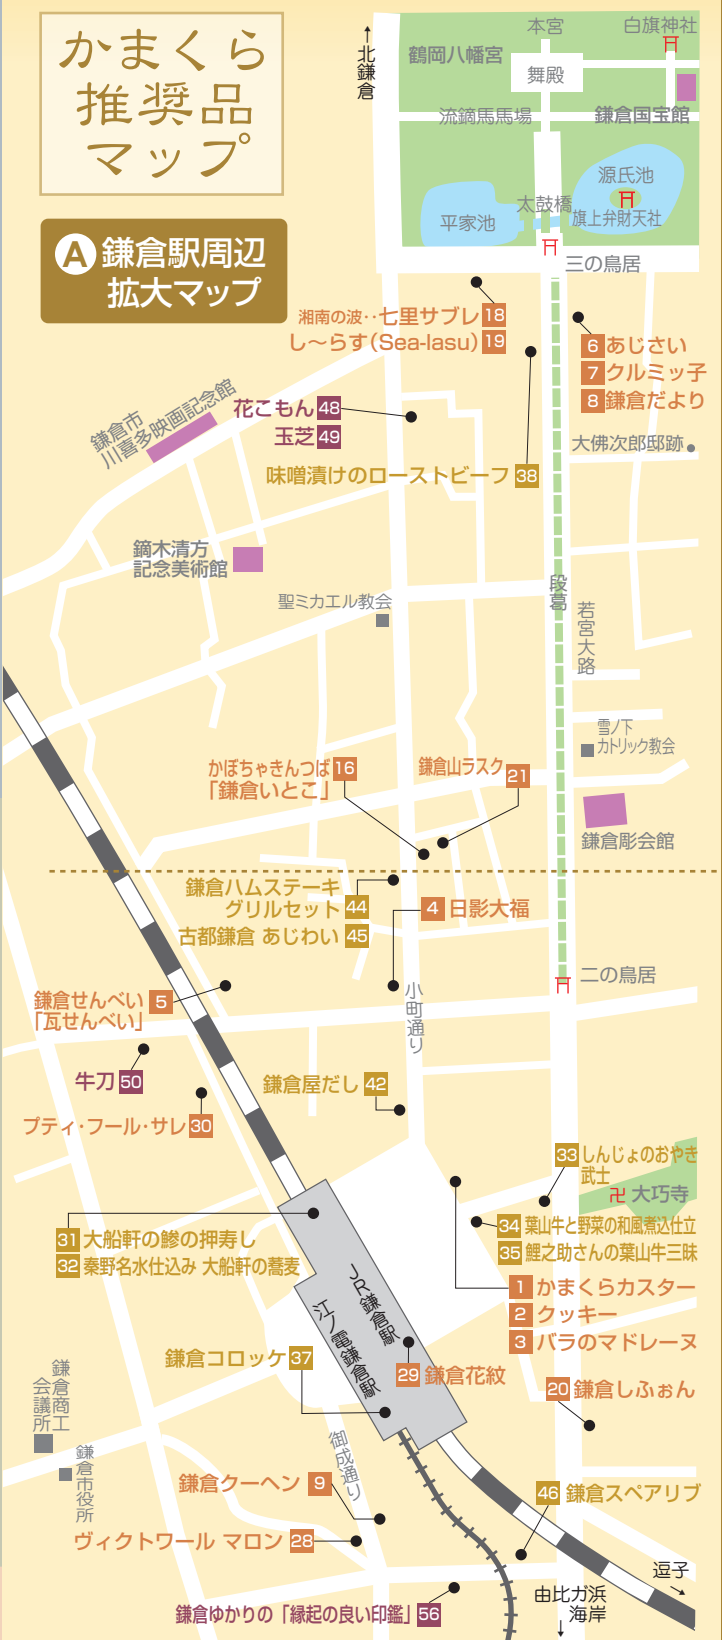 かまくら
推奨品
マップ
A 鎌倉駅周辺
拡大マップ
↑北鎌倉
本宮
白旗神社
鶴岡八幡宮
舞殿
流鏑馬馬場
鎌倉国宝館
源氏池
太鼓橋
旗上弁財天社
平家池
三の鳥居
湘南の波‥七里サブレ 18
し〜らす(Sea-lasu) 19
6 あじさい
7 クルミッ子
8 鎌倉だより
鎌倉市
川喜多映画記念館
花こもん 48
玉芝 49
大佛次郎邸跡
味噌漬けのローストビーフ 38
鏑木清方
記念美術館
聖ミカエル教会
段葛
若宮大路
雪ノ下
カトリック教会
かぼちゃきんつば 16
「鎌倉いとこ」
鎌倉山ラスク 21
鎌倉彫会館
鎌倉ハムステーキ
グリルセット 44
古都鎌倉 あじわい 45
4 日影大福
二の鳥居
小町通り
鎌倉せんべい 5
「瓦せんべい」
牛刀 50
鎌倉屋だし 42
プティ・フール・サレ 30
33 しんじょのおやき
武士
卍 大巧寺
34 葉山牛と野菜の和風煮込仕立
35 鯉之助さんの葉山牛三昧
31 大船軒の鯵の押寿し
32 秦野名水仕込み 大船軒の蕎麦
1 かまくらカスター
2 クッキー
3 バラのマドレーヌ
JR鎌倉駅
江ノ電鎌倉駅
鎌倉コロッケ 37
29 鎌倉花紋
20 鎌倉しふぉん
鎌倉商工
会議所
鎌倉市役所
御成通り
鎌倉クーヘン 9
46 鎌倉スペアリブ
ヴィクトワール マロン 28
逗子
由比ガ浜
海岸
鎌倉ゆかりの「縁起の良い印鑑」 56